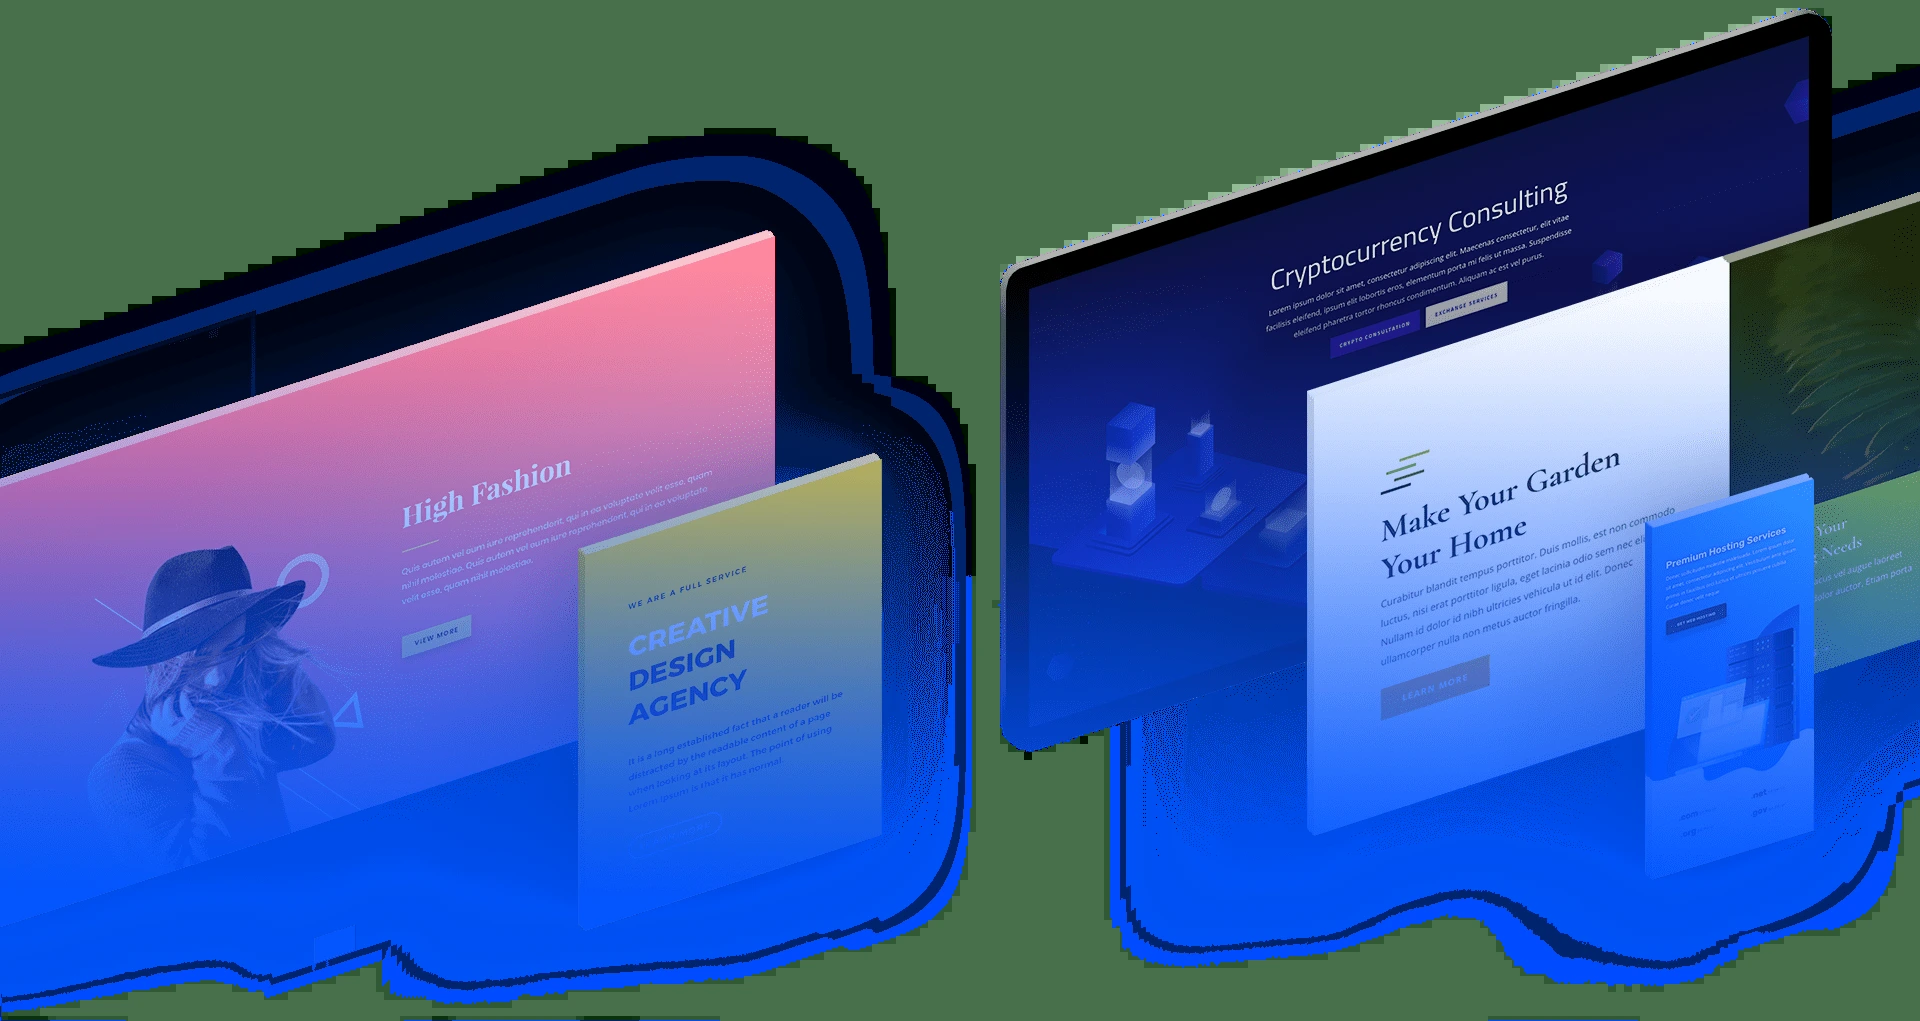 High Fashion
Quis autem vel eum iure reprehenderit, qui in ea voluptate velit esse, quam
nihil molestiae. Quis autem vel eum iure reprehenderit, qui in ea voluptate
velit esse, quam nihil molestiae.
VIEW MORE
WE ARE A FULL SERVICE
CREATIVE
DESIGN
AGENCY
It is a long established fact that a reader will be
distracted by the readable content of a page
when looking at its layout. The point of using
Lorem Ipsum is that it has normal.
Cryptocurrency Consulting
Lorem ipsum dolor sit amet, consectetur adipiscing elit. Maecenas consectetur, elit vitae
facilisis eleifend, ipsum elit lobortis eros, elementum porta mi felis ut massa. Suspendisse
eleifend pharetra tortor rhoncus condimentum. Aliquam ac est vel purus.
CRYPTO CONSULTATION
EXCHANGE SERVICES
Make Your Garden
Your Home
Curabitur blandit tempus porttitor. Duis mollis, est non commodo
luctus, nisi erat porttitor ligula, eget lacinia odio sem nec
Nullam id dolor id nibh ultricies vehicula ut id elit. Donec
ullamcorper nulla non metus auctor fringilla.
LEARN MORE
Premium Hosting Services
GET WEB HOSTING
.com
.net
.org
.gov
Your
Needs
vel augue laoreet
dolor auctor, Etiam porta